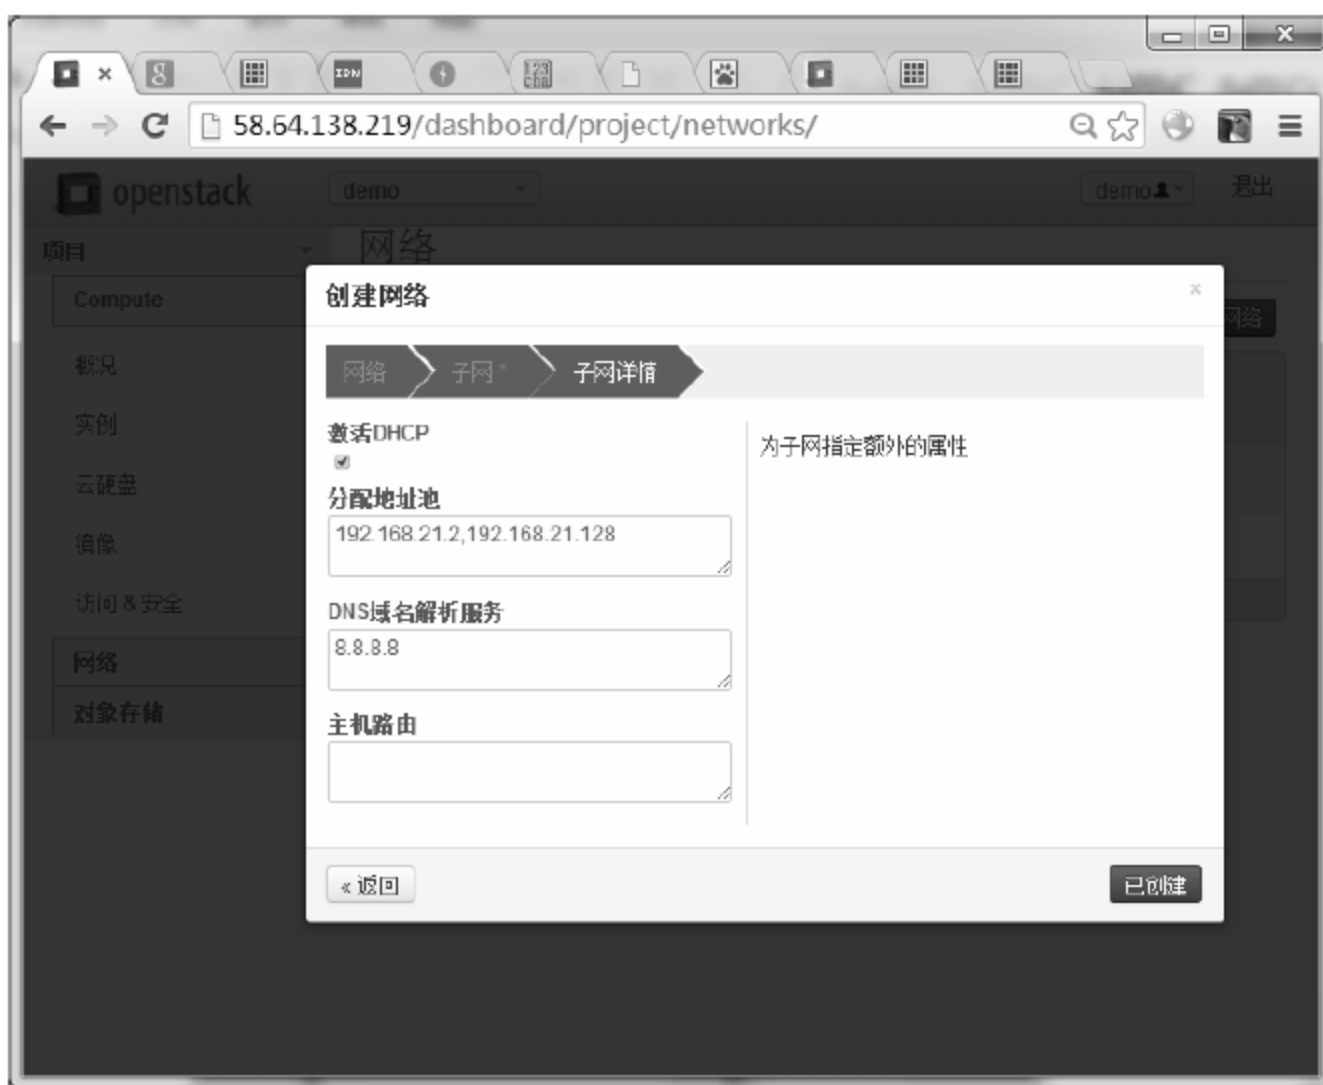 58.64.138.219/dashboard/project/networks/
openstack
demo
demo
退出
项目
网络
Compute
创建网络
网络
概况
网络
子网 *
子网详情
实例
激活DHCP
为子网指定额外的属性
云硬盘
分配地址池
192.168.21.2,192.168.21.128
镜像
访问 & 安全
DNS域名解析服务
8.8.8.8
网络
对象存储
主机路由
« 返回
已创建